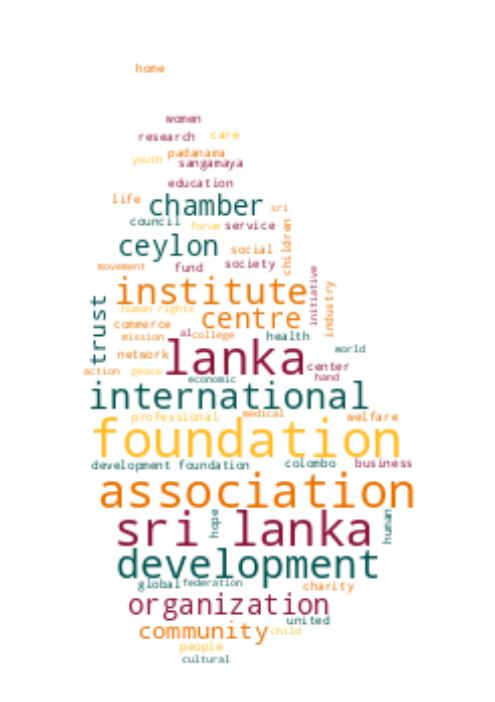 home
women
research care
padanama
youth sangamaya
education
life chamber sri
council forum service
ceylon social children
movement fund society
institute initiative industry
trust human rights
commerce centre
mission al college health
network lanka world
action peace economic center
hand
international
professional medical welfare
foundation
development foundation colombo business
association
sri lanka hope human
development
global federation charity
organization
united
community child
people
cultural